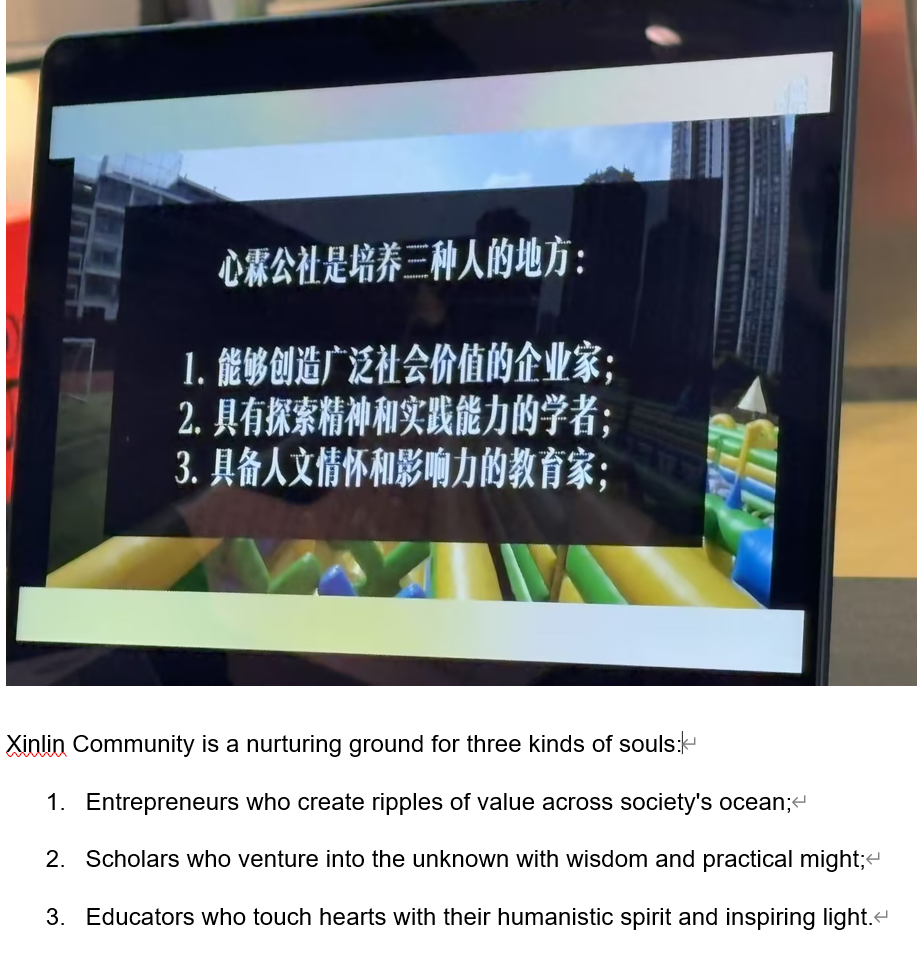 心霖公社是培养三种人的地方：
1. 能够创造广泛社会价值的企业家；
2. 具有探索精神和实践能力的学者；
3. 具备人文情怀和影响力的教育家；
Xinlin Community is a nurturing ground for three kinds of souls:
1. Entrepreneurs who create ripples of value across society's ocean;
2. Scholars who venture into the unknown with wisdom and practical might;
3. Educators who touch hearts with their humanistic spirit and inspiring light.